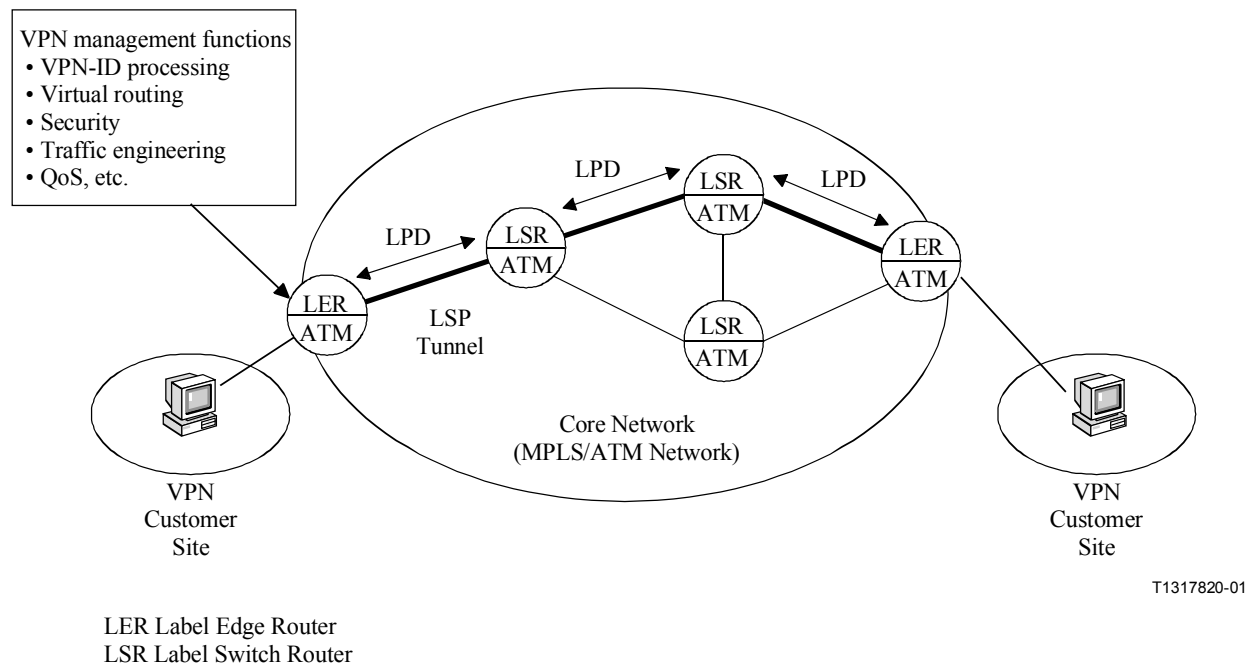 VPN management functions
• VPN-ID processing
• Virtual routing
• Security
• Traffic engineering
• QoS, etc.
LPD
LPD
LPD
LSR
ATM
LSR
ATM
LER
ATM
LER
ATM
LSP
Tunnel
LSR
ATM
Core Network
(MPLS/ATM Network)
VPN
Customer
Site
VPN
Customer
Site
T1317820-01
LER Label Edge Router
LSR Label Switch Router